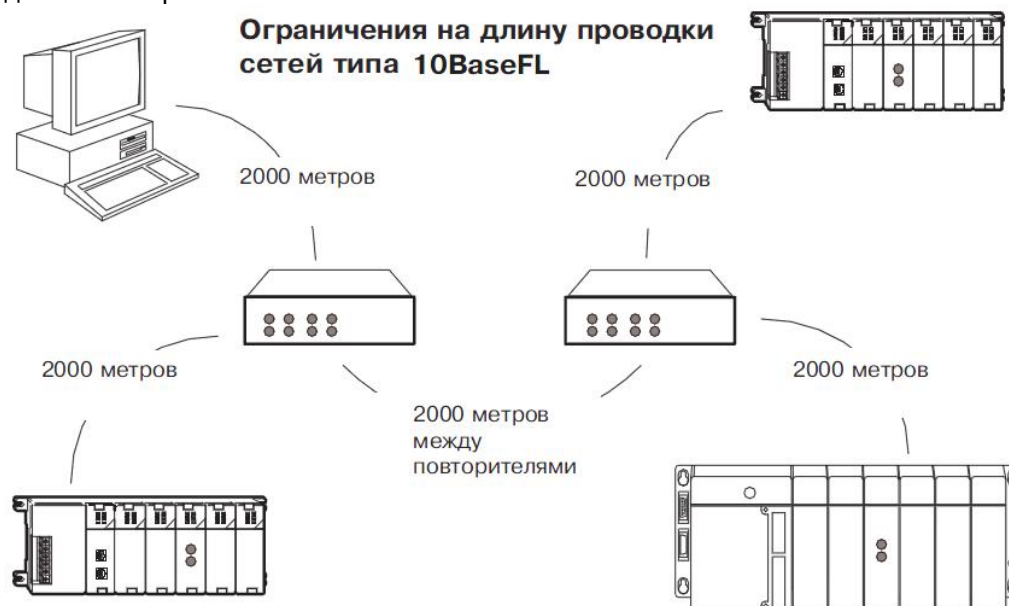 Ограничения на длину проводки
сетей типа 10BaseFL
2000 метров
2000 метров
2000 метров
2000 метров
2000 метров
между
повторителями